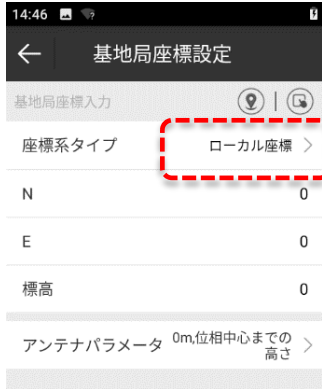 14:46
基地局座標設定
基地局座標入力
座標系タイプ ローカル座標
N 0
E 0
標高 0
アンテナパラメータ 0m,位相中心までの
高さ